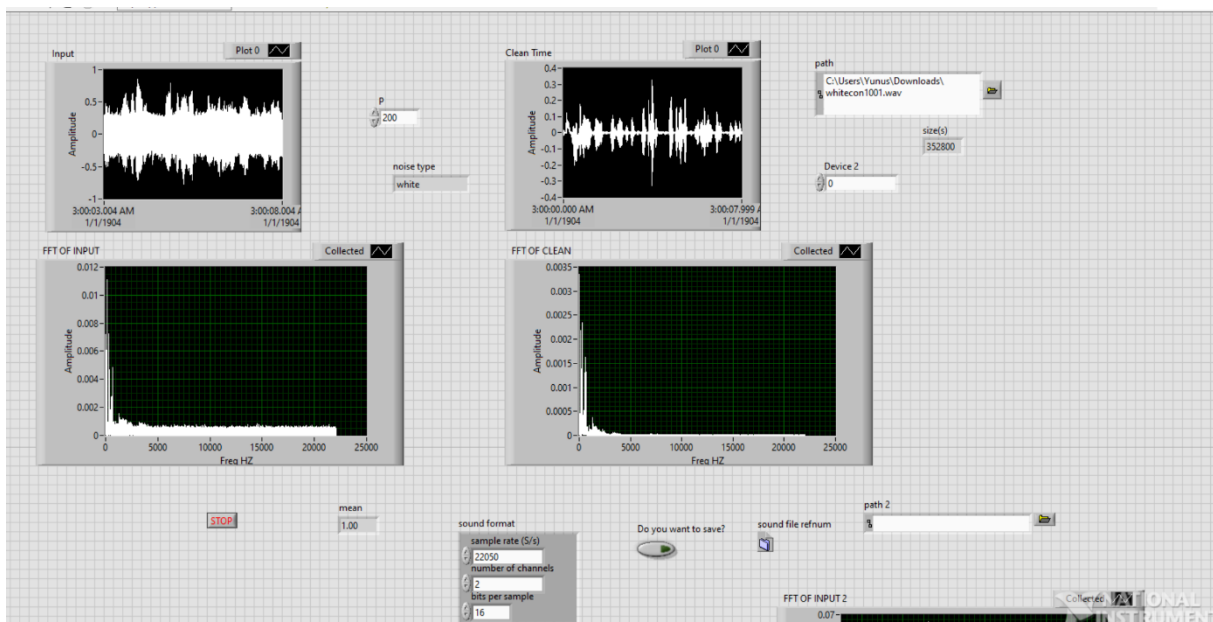 Input
Plot 0
Amplitude
1
0.5
0
-0.5
-1
3:00:03.004 AM
1/1/1904
3:00:08.004 A
1/1/1904
P
200
noise type
white
Clean Time
Plot 0
Amplitude
0.4
0.3
0.2
0.1
0
-0.1
-0.2
-0.3
-0.4
3:00:00.000 AM
1/1/1904
3:00:07.999 A
1/1/1904
path
C:\Users\Yunus\Downloads\
whitecon1001.wav
size(s)
352800
Device 2
0
FFT OF INPUT
Collected
Amplitude
0.012
0.01
0.008
0.006
0.004
0.002
0
0 5000 10000 15000 20000 25000
Freq HZ
FFT OF CLEAN
Collected
Amplitude
0.0035
0.003
0.0025
0.002
0.0015
0.001
0.0005
0
0 5000 10000 15000 20000 25000
Freq HZ
STOP
mean
1.00
sound format
sample rate (S/s)
22050
number of channels
2
bits per sample
16
Do you want to save?
sound file refnum
path 2
FFT OF INPUT 2
Collected
0.07
NATIONAL
INSTRUMENT